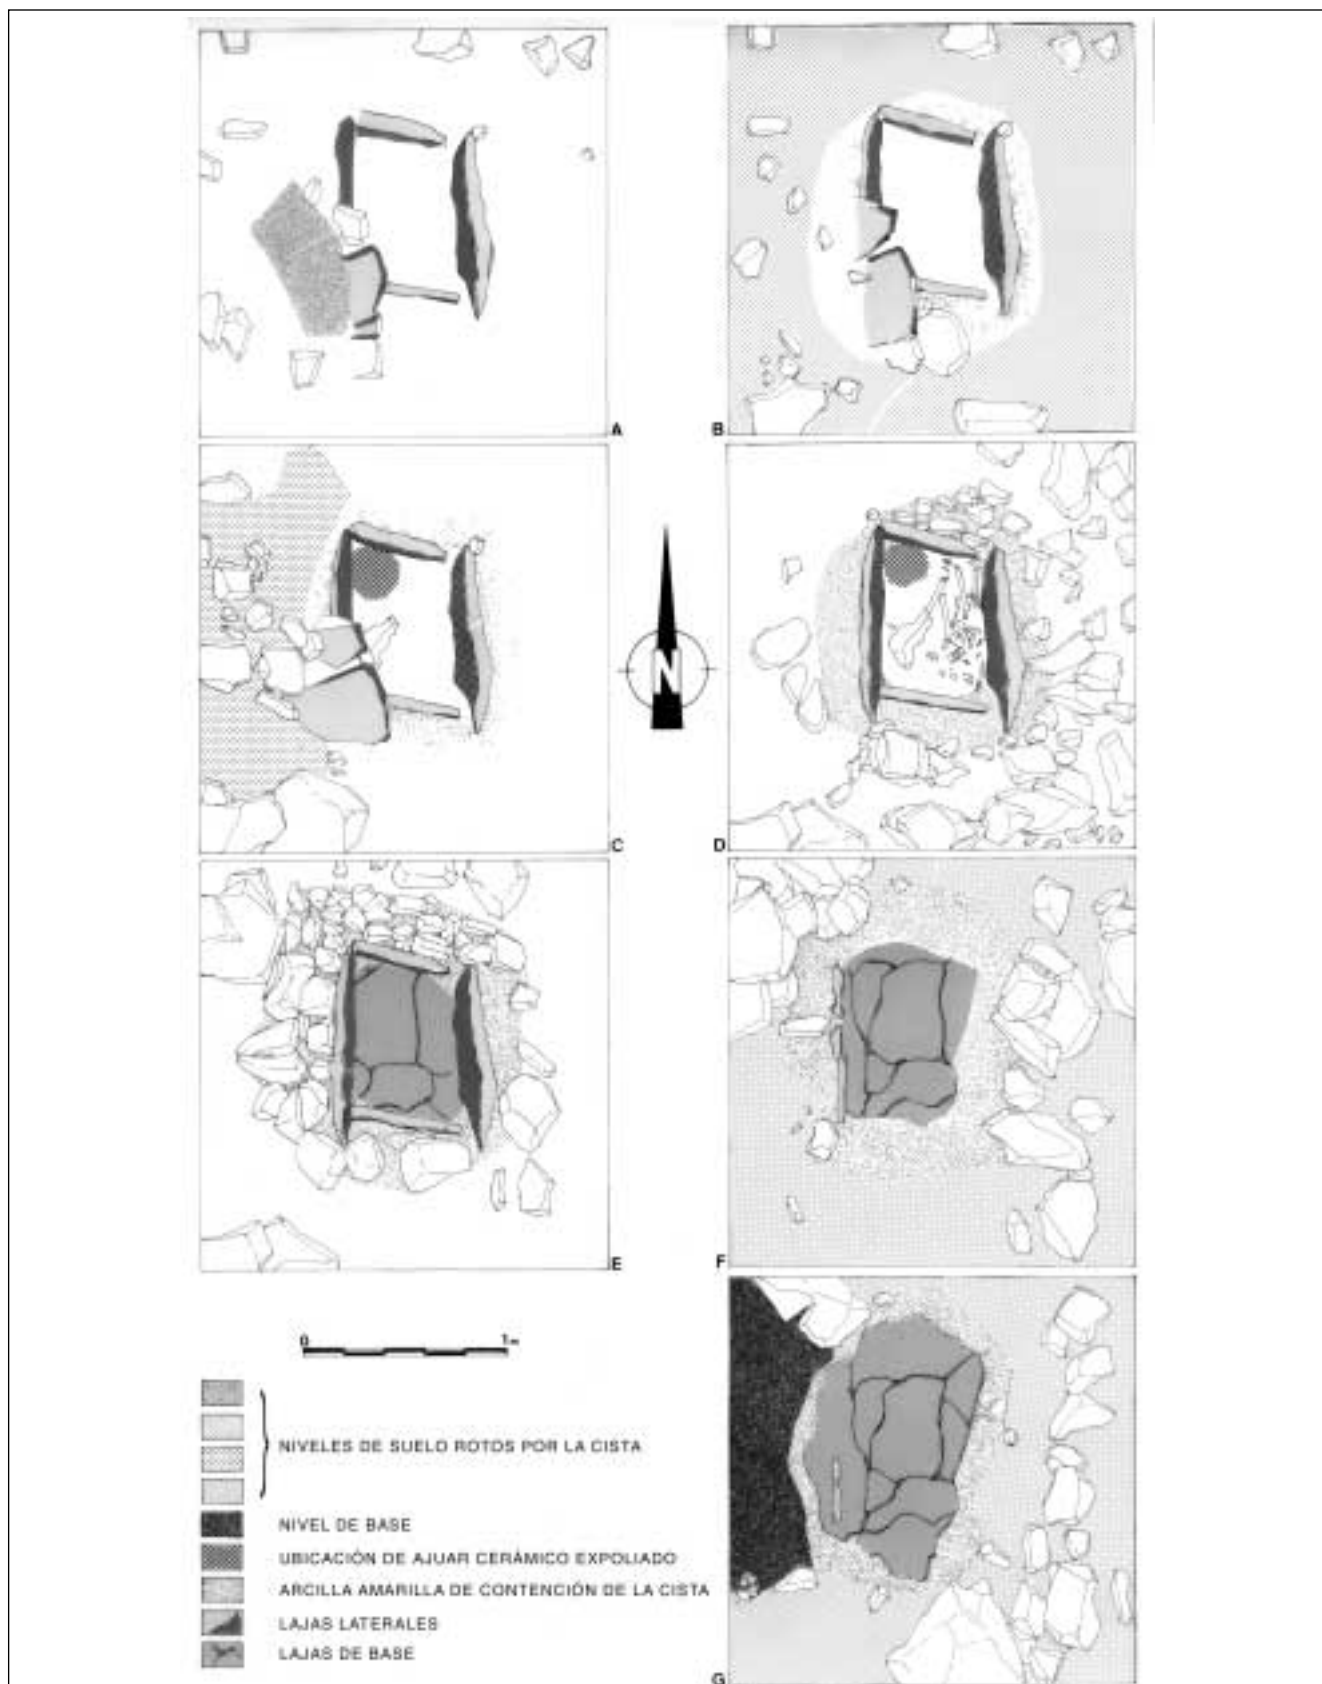 A
B
C
D
N
E
F
G
0 1m
NIVELES DE SUELO ROTOS POR LA CISTA
NIVEL DE BASE
UBICACIÓN DE AJUAR CERÁMICO EXPOLIADO
ARCILLA AMARILLA DE CONTENCIÓN DE LA CISTA
LAJAS LATERALES
LAJAS DE BASE